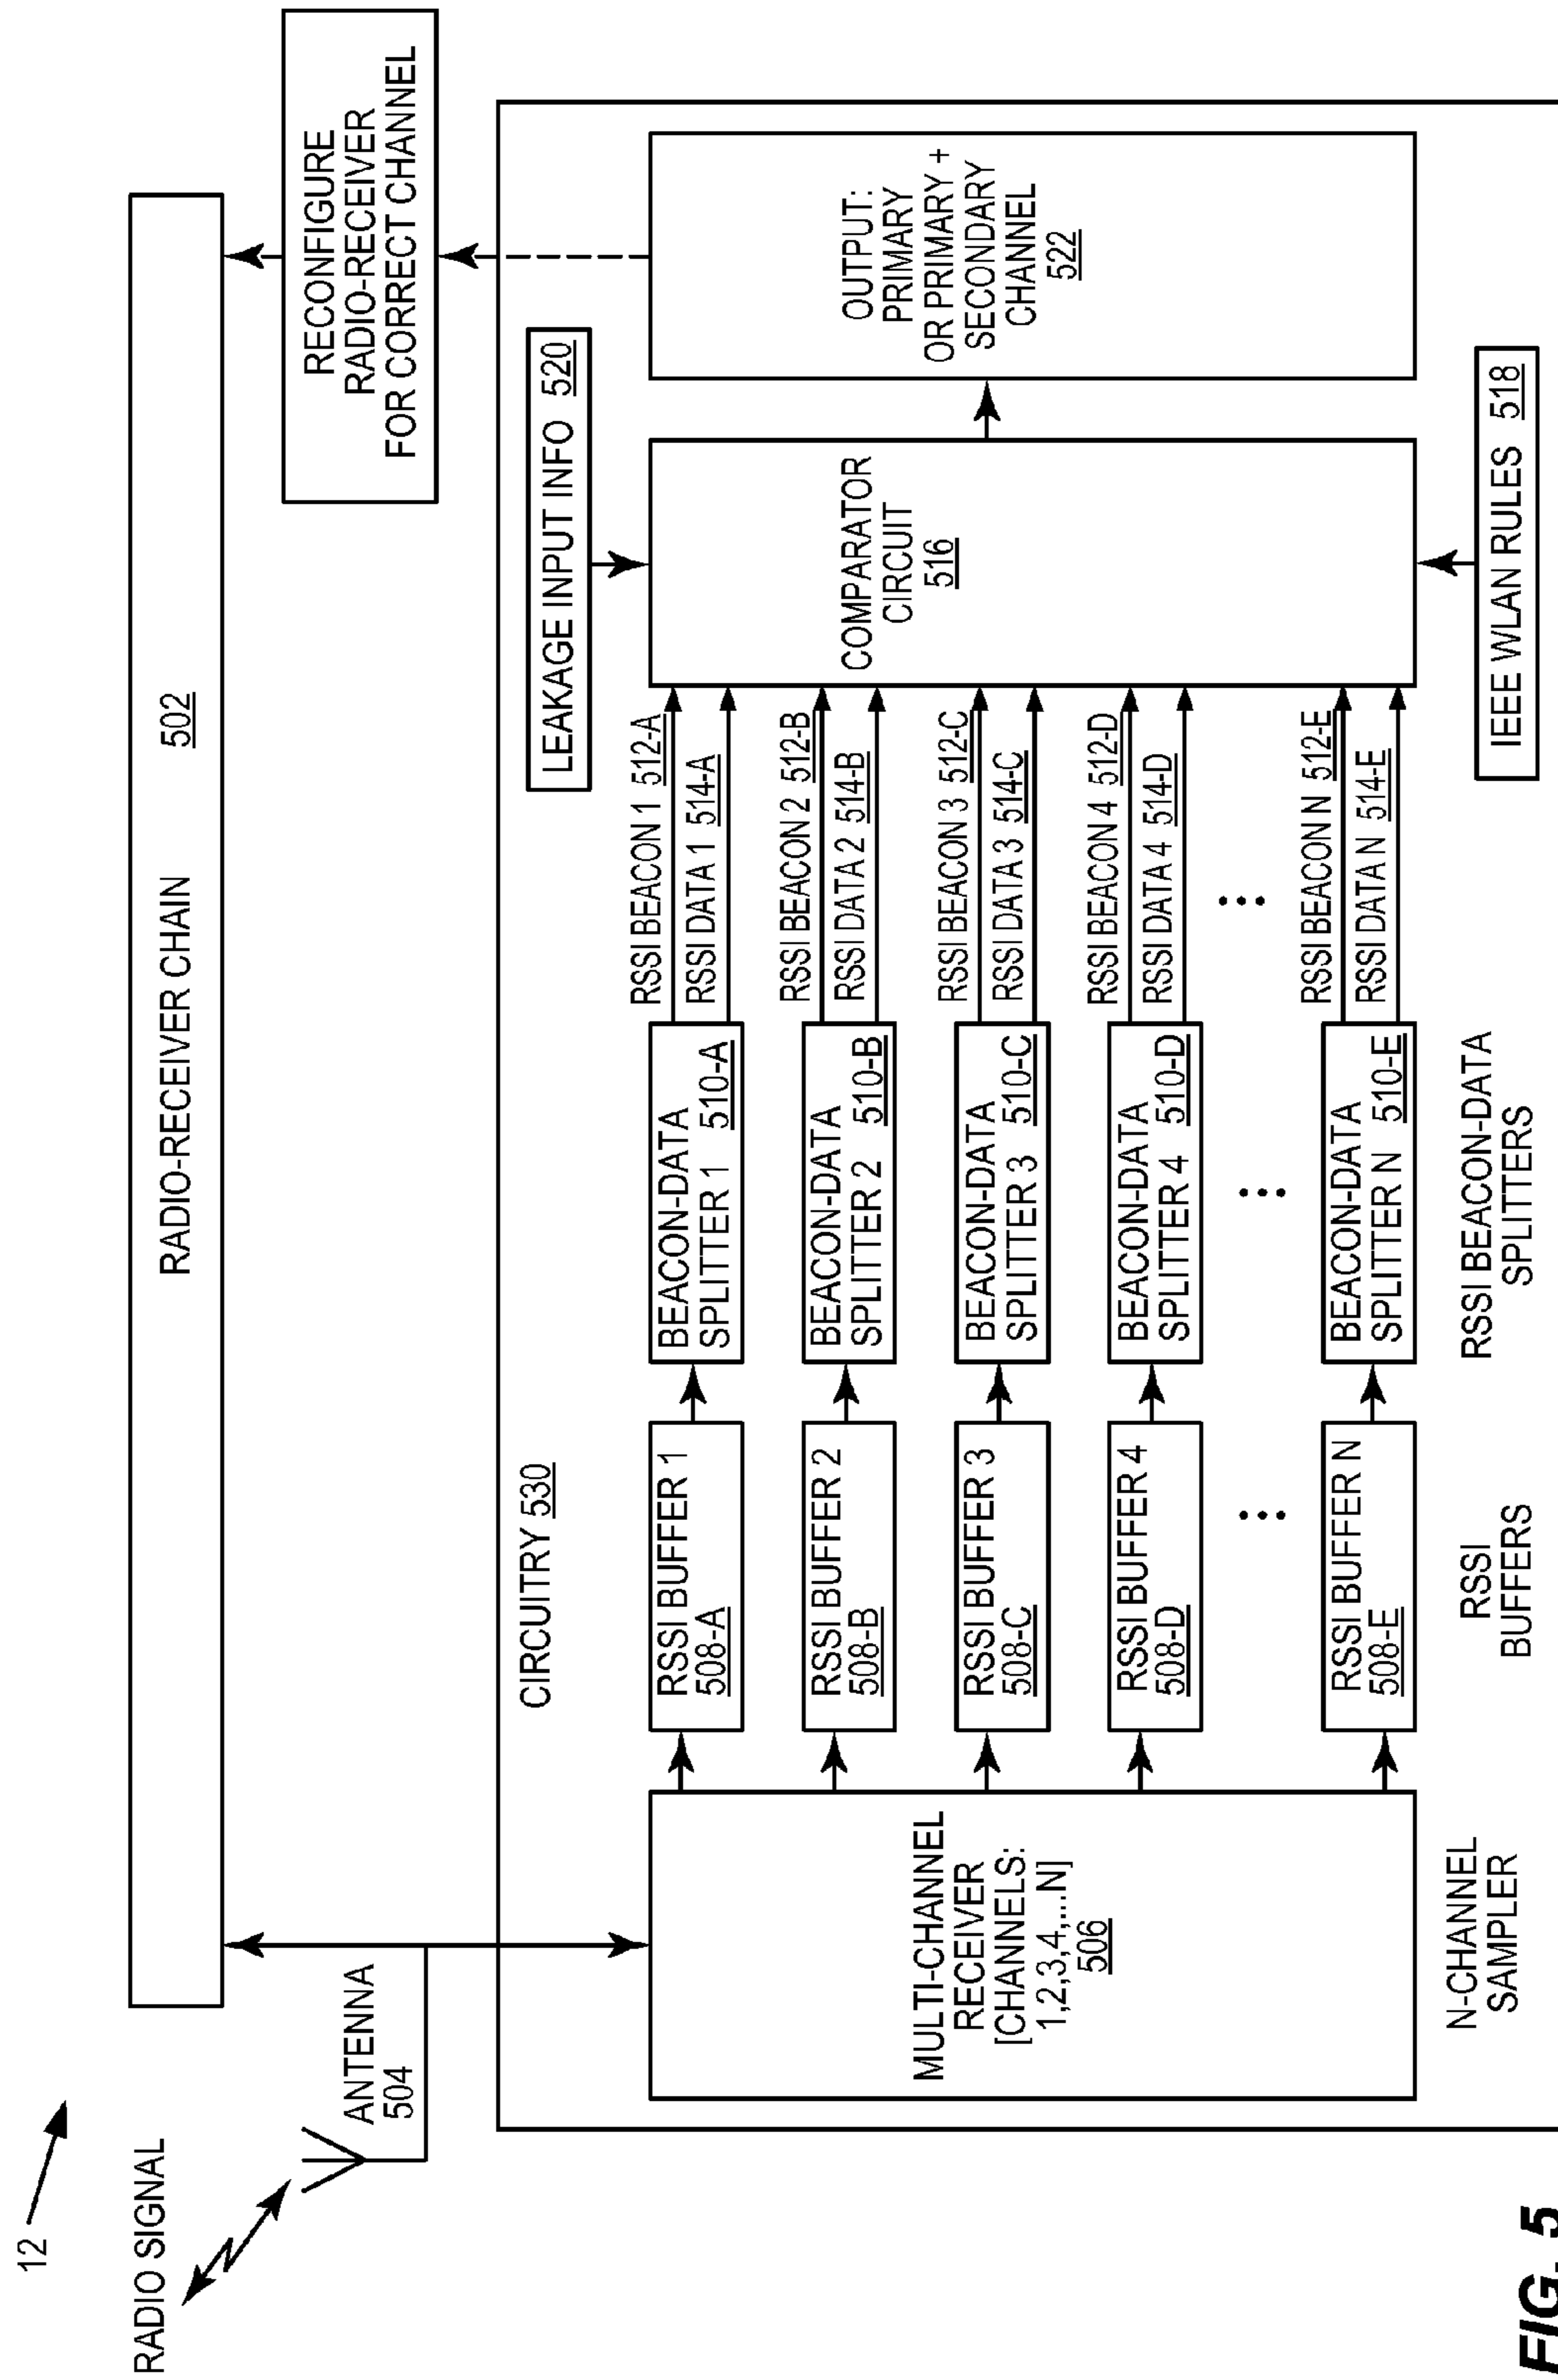 12
RADIO SIGNAL
ANTENNA
504
RADIO-RECEIVER CHAIN 502
RECONFIGURE
RADIO-RECEIVER
FOR CORRECT CHANNEL
CIRCUITRY 530
LEAKAGE INPUT INFO 520
MULTI-CHANNEL
RECEIVER
[CHANNELS:
1,2,3,4,...N]
506
N-CHANNEL
SAMPLER
RSSI BUFFER 1
508-A
RSSI BUFFER 2
508-B
RSSI BUFFER 3
508-C
RSSI BUFFER 4
508-D
RSSI BUFFER N
508-E
RSSI
BUFFERS
BEACON-DATA
SPLITTER 1 510-A
BEACON-DATA
SPLITTER 2 510-B
BEACON-DATA
SPLITTER 3 510-C
BEACON-DATA
SPLITTER 4 510-D
BEACON-DATA
SPLITTER N 510-E
RSSI BEACON-DATA
SPLITTERS
RSSI BEACON 1 512-A
RSSI DATA 1 514-A
RSSI BEACON 2 512-B
RSSI DATA 2 514-B
RSSI BEACON 3 512-C
RSSI DATA 3 514-C
RSSI BEACON 4 512-D
RSSI DATA 4 514-D
RSSI BEACON N 512-E
RSSI DATA N 514-E
COMPARATOR
CIRCUIT
516
IEEE WLAN RULES 518
OUTPUT:
PRIMARY
OR PRIMARY +
SECONDARY
CHANNEL
522
FIG. 5